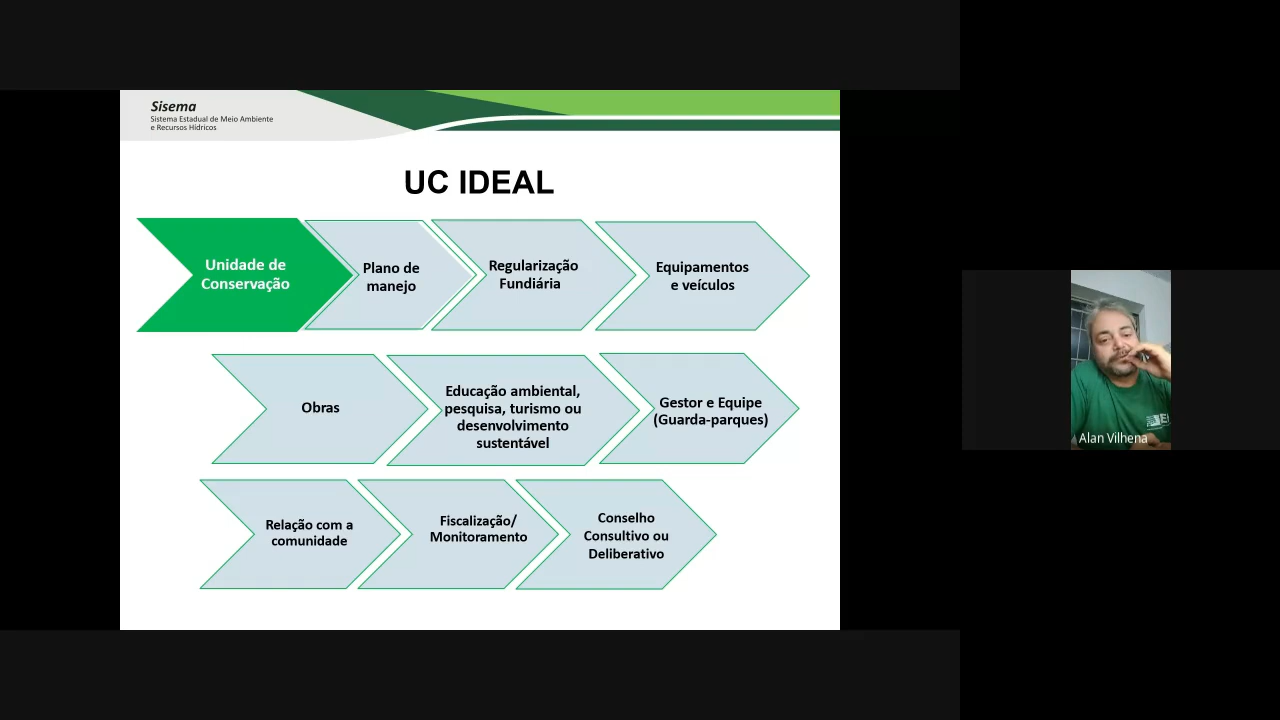 Sisema
Sistema Estadual de Meio Ambiente
e Recursos Hídricos
UC IDEAL
Unidade de
Conservação
Plano de
manejo
Regularização
Fundiária
Equipamentos
e veículos
Obras
Educação ambiental,
pesquisa, turismo ou
desenvolvimento
sustentável
Gestor e Equipe
(Guarda-parques)
Relação com a
comunidade
Fiscalização/
Monitoramento
Conselho
Consultivo ou
Deliberativo
Alan Vilhena